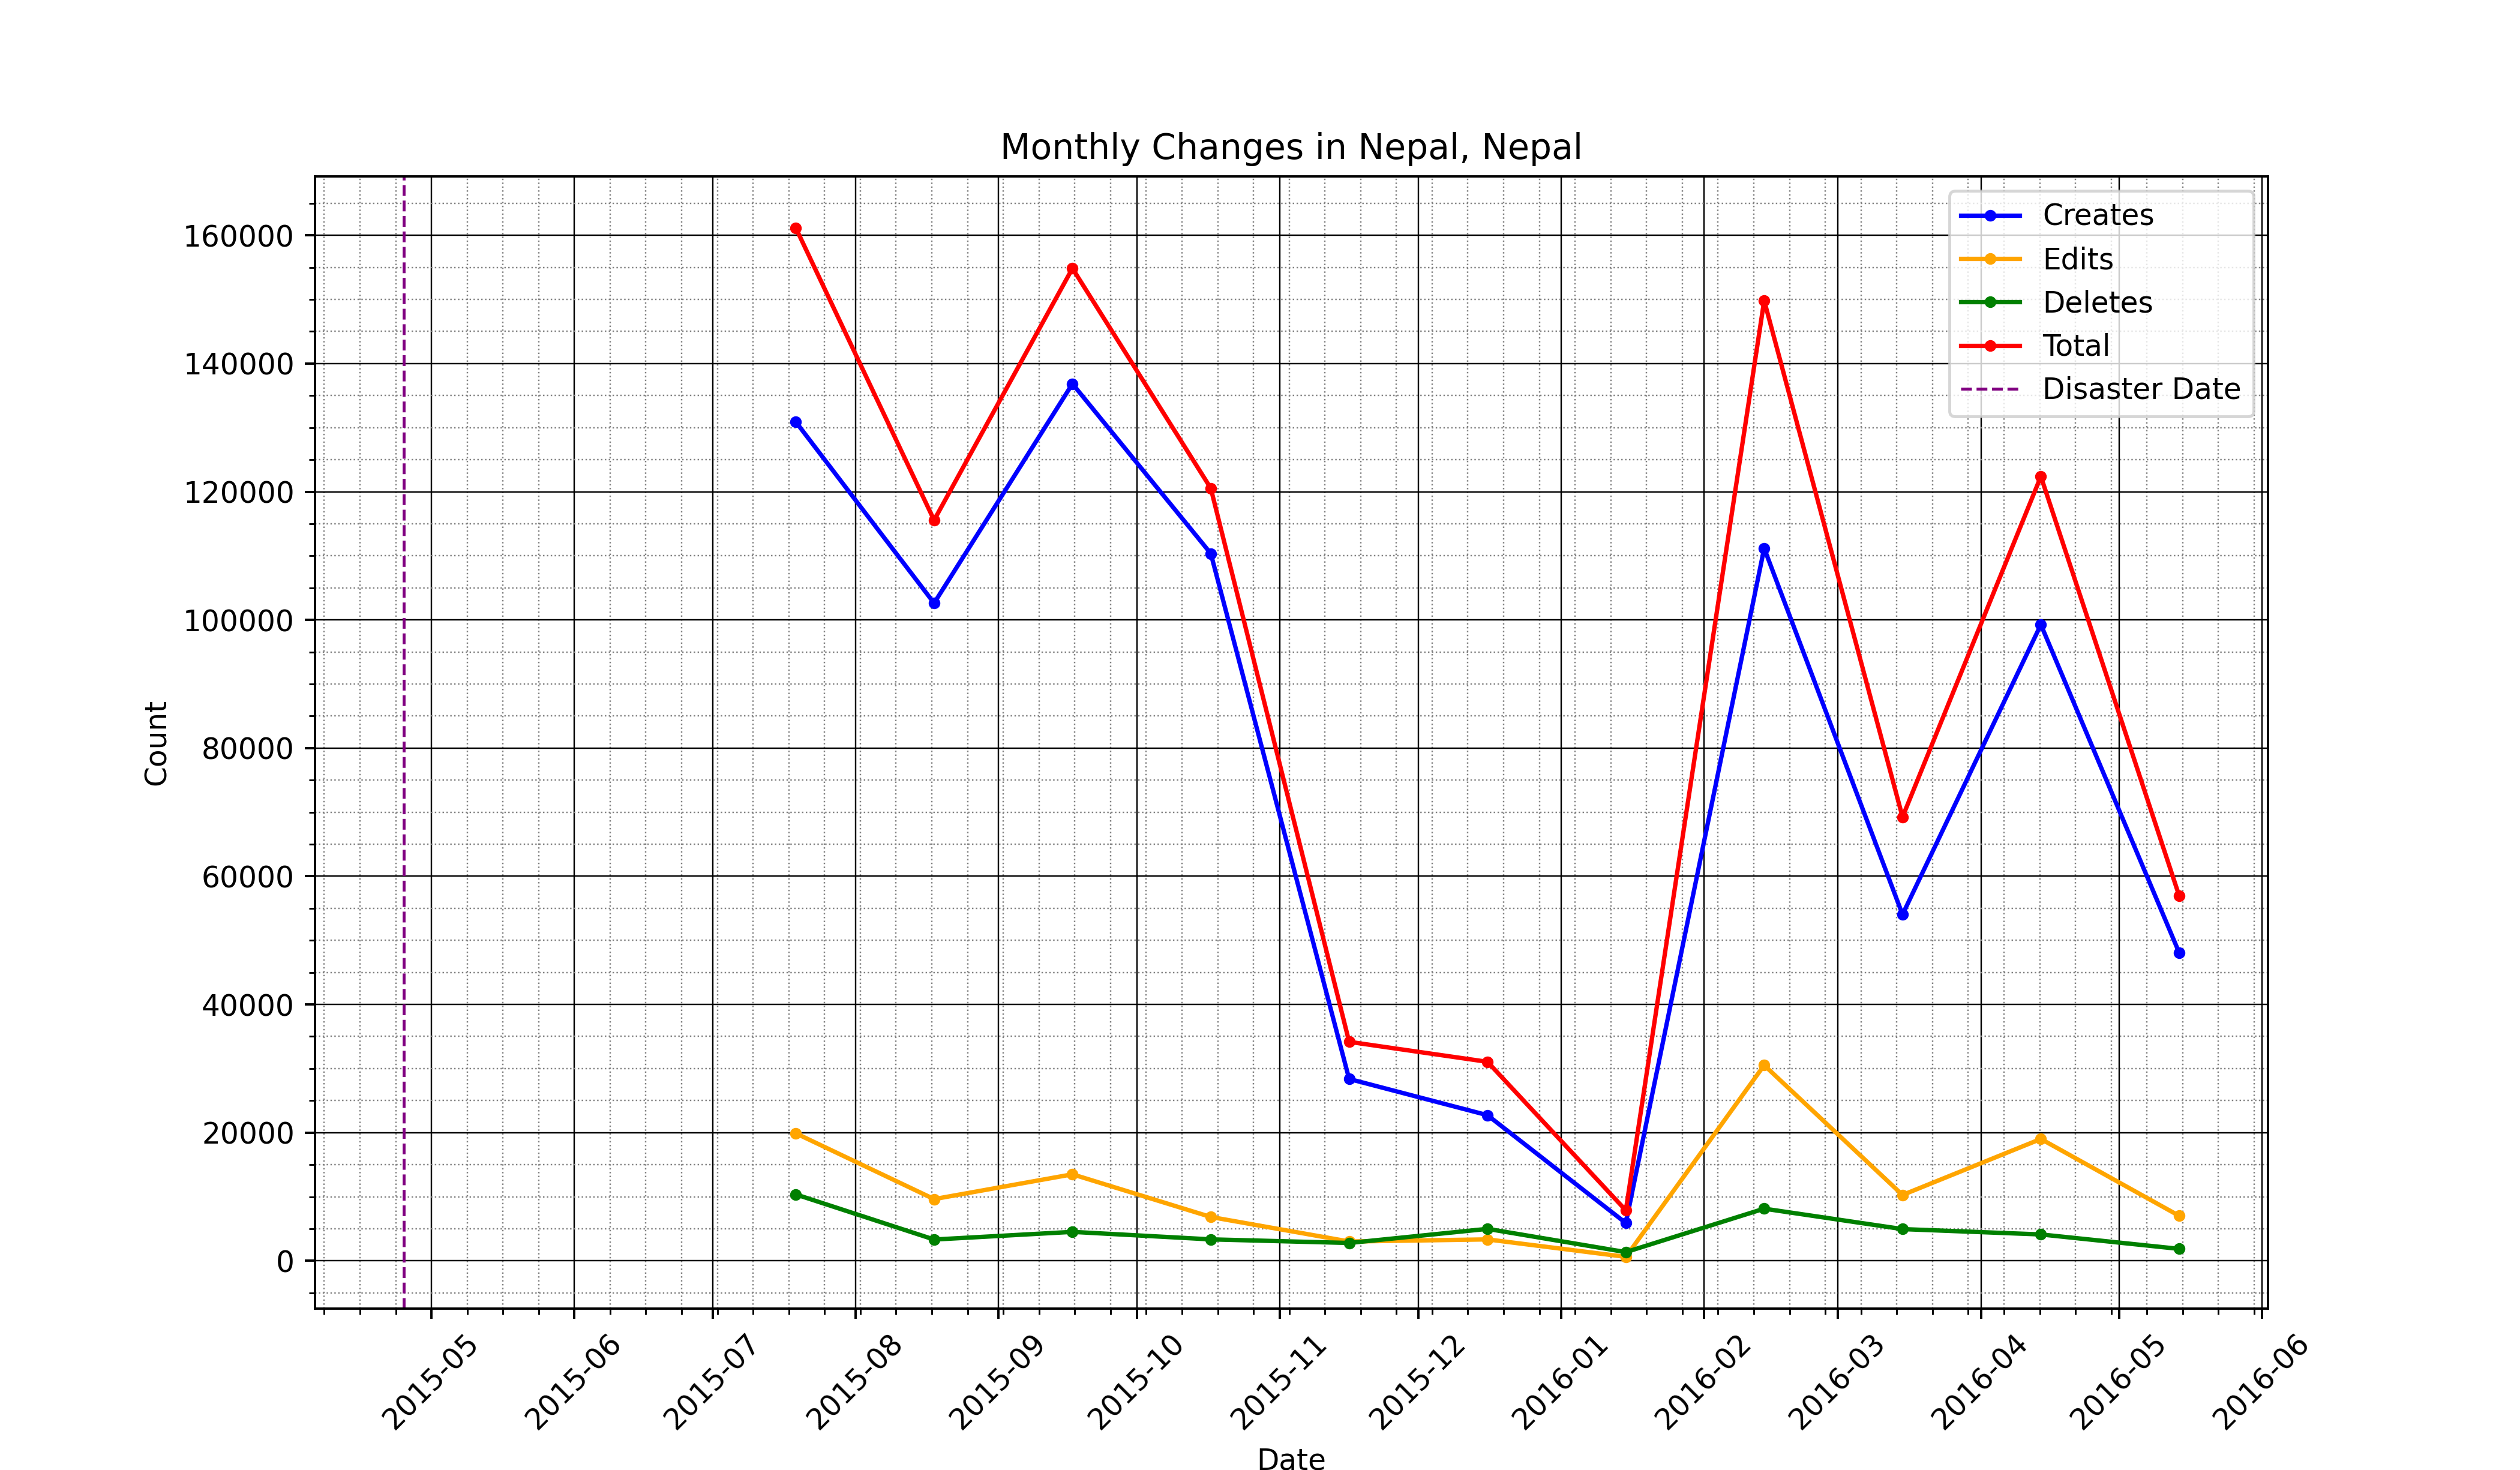 Monthly Changes in Nepal, Nepal
Creates
Edits
Deletes
Total
Disaster Date
160000
140000
120000
100000
80000
60000
40000
20000
0
Count
2015-05
2015-06
2015-07
2015-08
2015-09
2015-10
2015-11
2015-12
2016-01
2016-02
2016-03
2016-04
2016-05
2016-06
Date